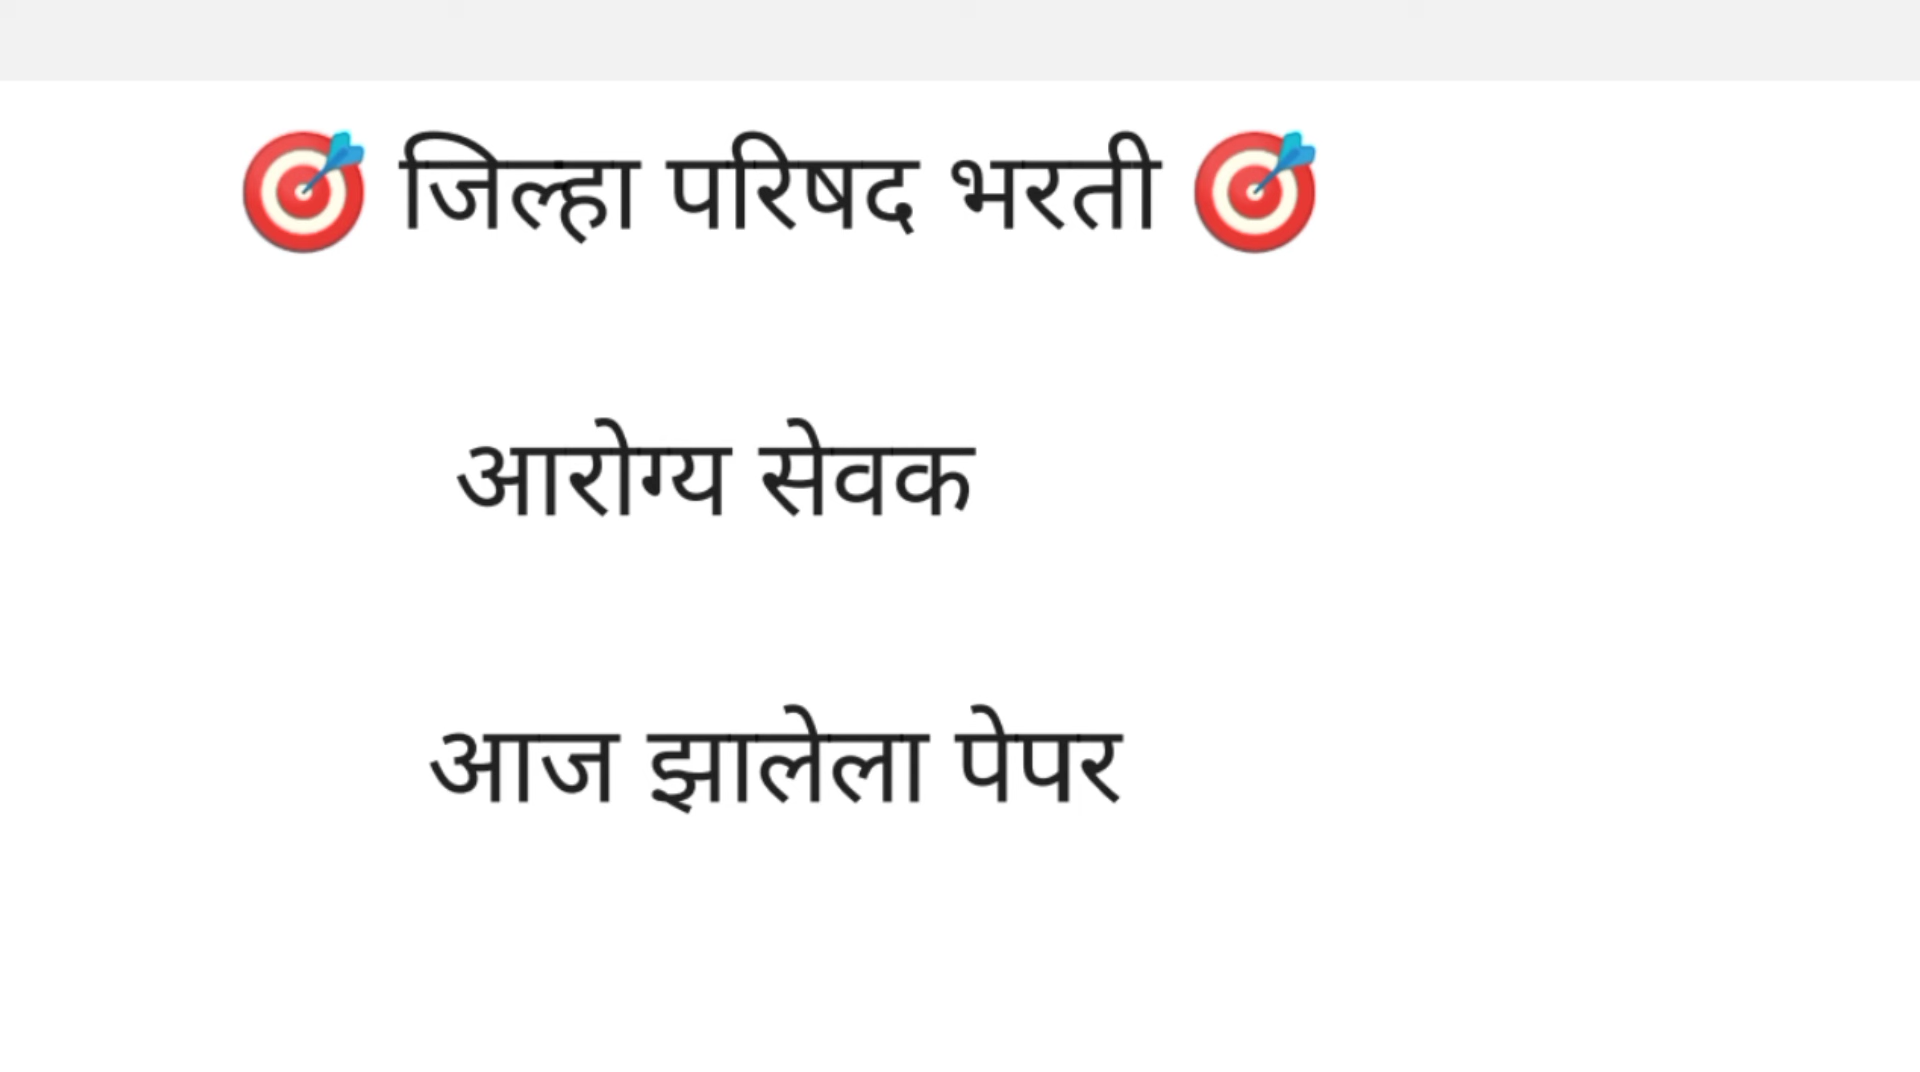 🎯 जिल्हा परिषद भरती 🎯
आरोग्य सेवक
आज झालेला पेपर